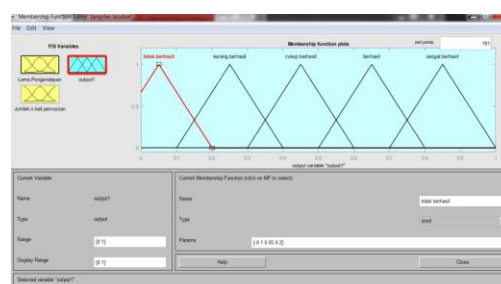 Membership Function Editor: tampilan biodiorl
File Edit View
FIS Variables
Membership function plots
plot points:
181
Lama.Pengendapan
output1
Jumlah n kali pencucian
tidak.berhasil kurang.berhasil cukup.berhasil berhasil sangat.berhasil
1
0.5
0
0 0.1 0.2 0.3 0.4 0.5 0.6 0.7 0.8 0.9 1
output variable "output1"
Current Variable
Current Membership Function (click on MF to select)
Name output1
Name tidak.berhasil
Type output
Type
Range [0 1]
Params [-0.1 0.05 0.2]
Display Range [0 1]
Help Close
Selected variable "output1"